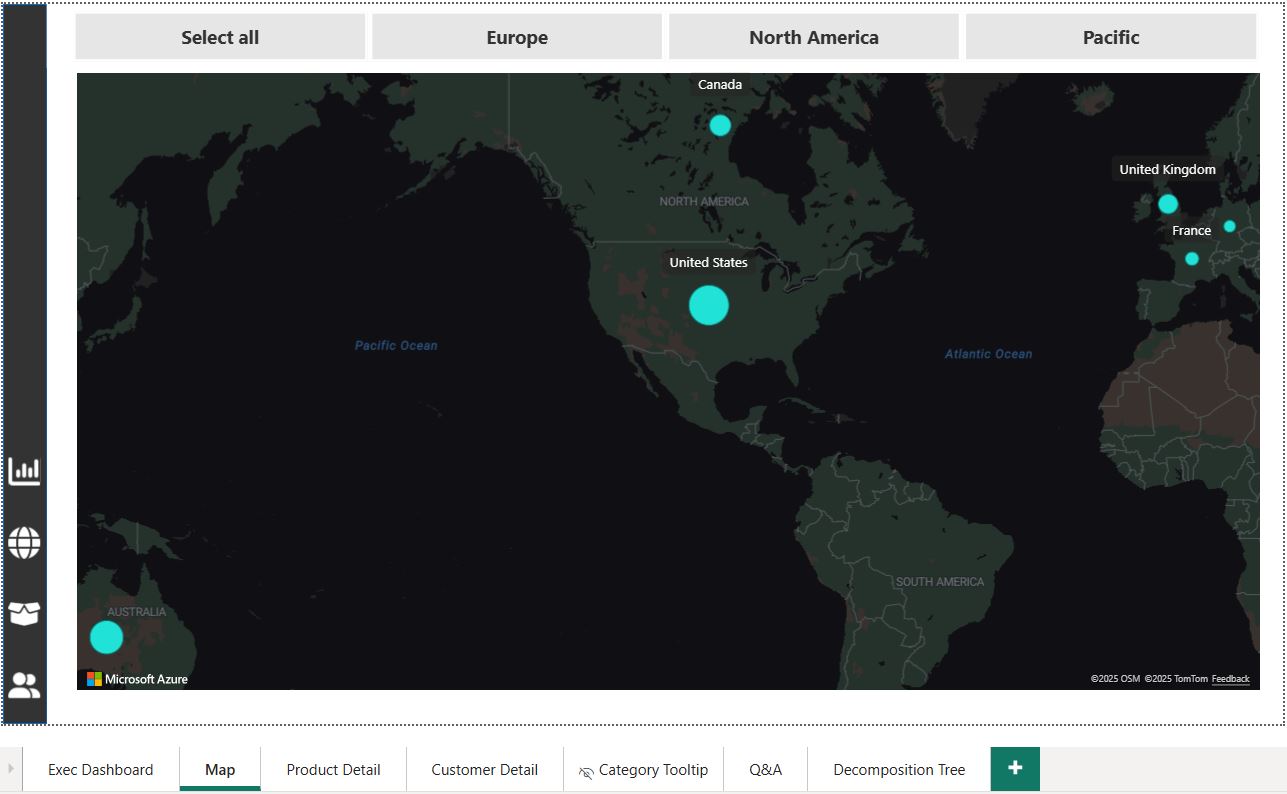 Select all
Europe
North America
Pacific
Canada
United Kingdom
NORTH AMERICA
France
United States
Pacific Ocean
Atlantic Ocean
SOUTH AMERICA
AUSTRALIA
Microsoft Azure
©2025 OSM ©2025 TomTom Feedback
Exec Dashboard
Map
Product Detail
Customer Detail
Category Tooltip
Q&A
Decomposition Tree
+